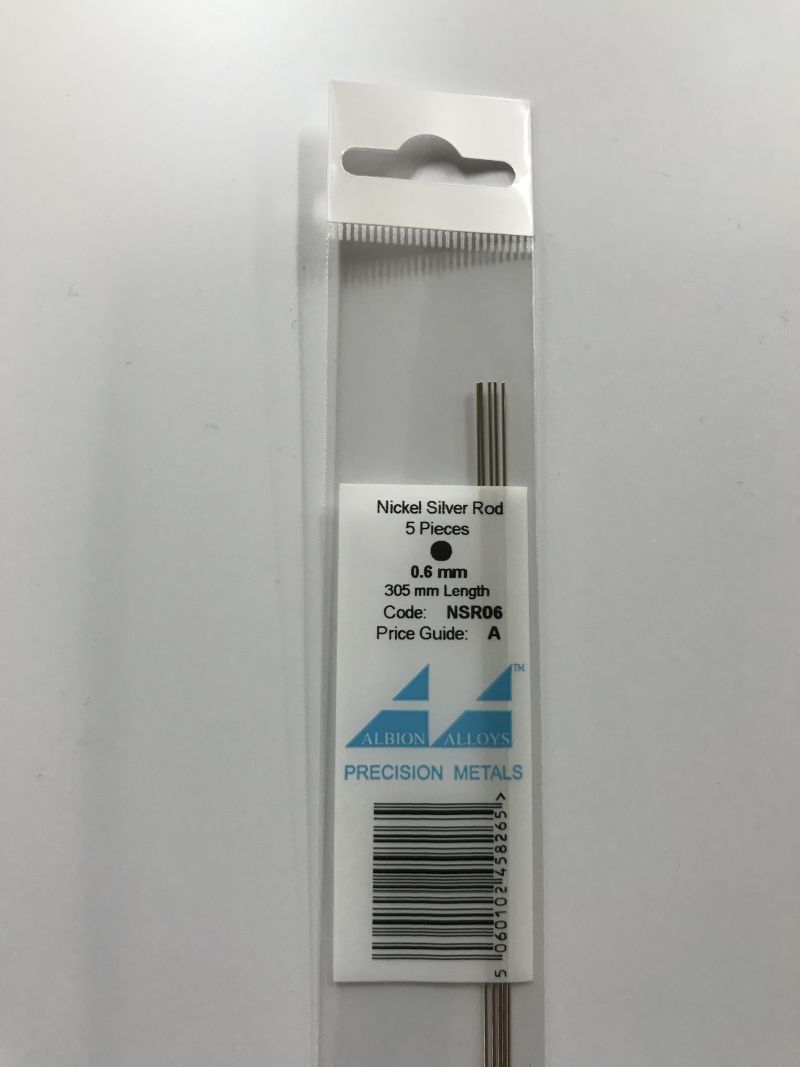 Nickel Silver Rod
5 Pieces
0.6 mm
305 mm Length
Code: NSR06
Price Guide: A
TM
ALBION ALLOYS
PRECISION METALS
5 060102 458265 >